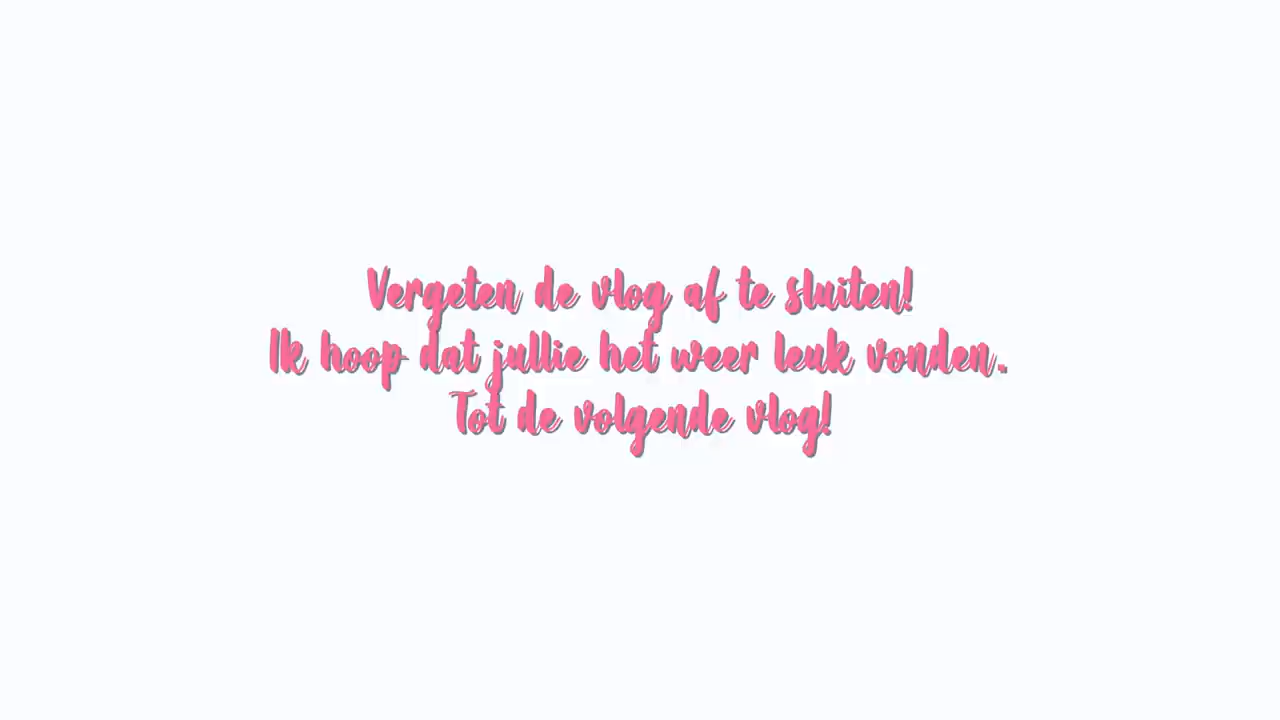 Vergeten de vlog af te sluiten!
Ik hoop dat jullie het weer leuk vonden.
Tot de volgende vlog!